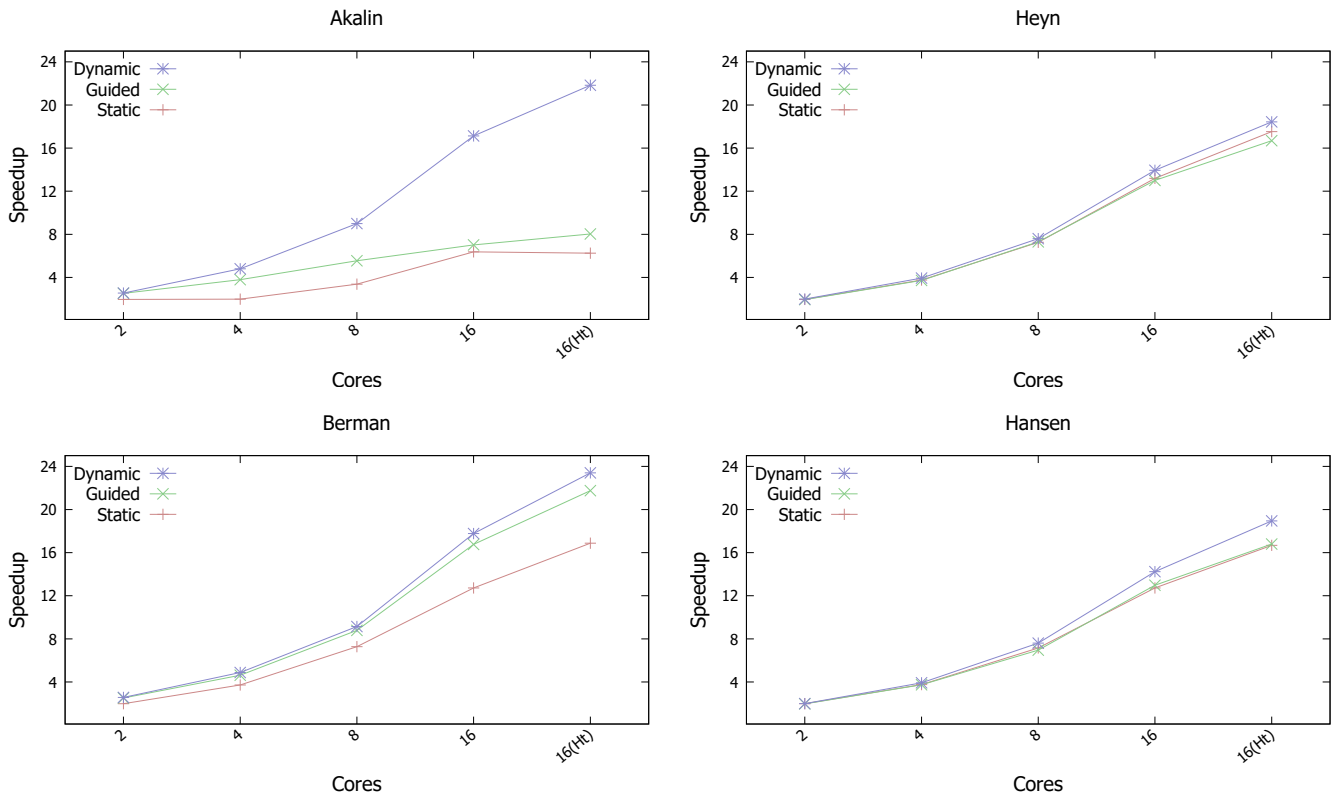 Akalin
Speedup
24
20
16
12
8
4
Dynamic
Guided
Static
2
4
8
16
16(Ht)
Cores
Heyn
Speedup
24
20
16
12
8
4
Dynamic
Guided
Static
2
4
8
16
16(Ht)
Cores
Berman
Speedup
24
20
16
12
8
4
Dynamic
Guided
Static
2
4
8
16
16(Ht)
Cores
Hansen
Speedup
24
20
16
12
8
4
Dynamic
Guided
Static
2
4
8
16
16(Ht)
Cores